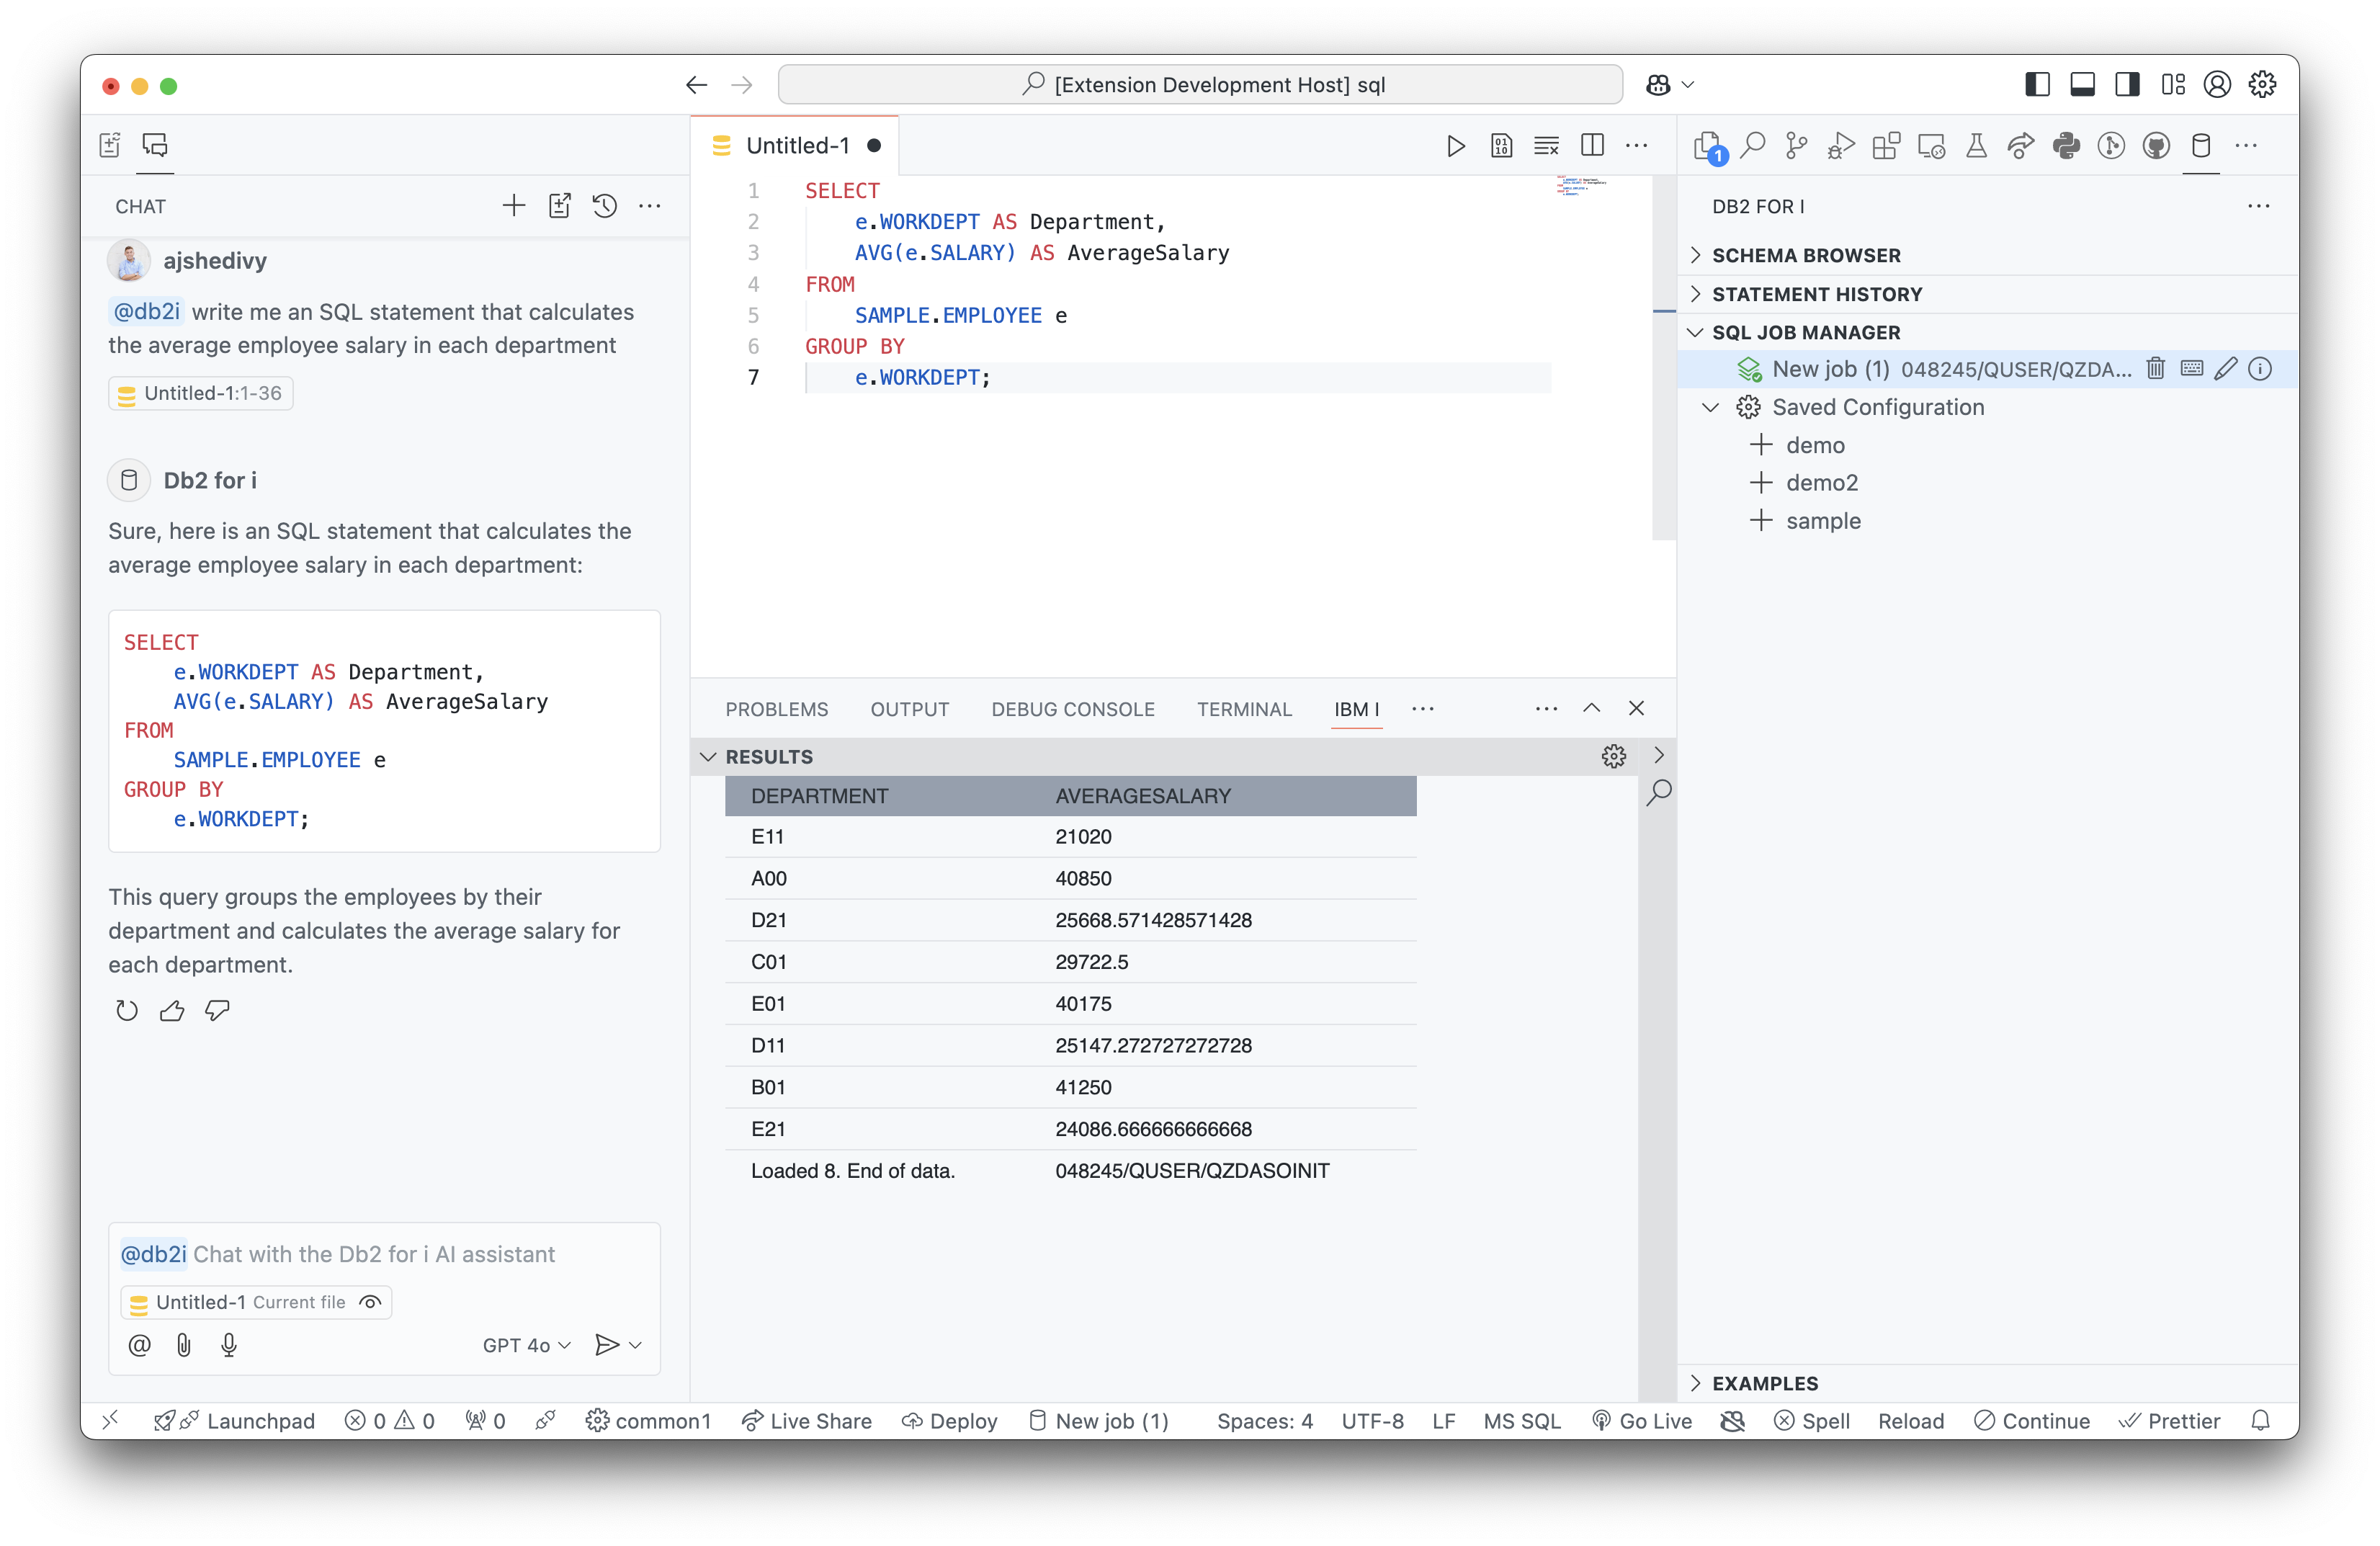 [Extension Development Host] sql
CHAT
ajshedivy
@db2i write me an SQL statement that calculates
the average employee salary in each department
Untitled-1:1-36
Db2 for i
Sure, here is an SQL statement that calculates the
average employee salary in each department:
SELECT
e.WORKDEPT AS Department,
AVG(e.SALARY) AS AverageSalary
FROM
SAMPLE.EMPLOYEE e
GROUP BY
e.WORKDEPT;
This query groups the employees by their
department and calculates the average salary for
each department.
@db2i Chat with the Db2 for i AI assistant
Untitled-1 Current file
GPT 4o
Untitled-1
1 SELECT
2 e.WORKDEPT AS Department,
3 AVG(e.SALARY) AS AverageSalary
4 FROM
5 SAMPLE.EMPLOYEE e
6 GROUP BY
7 e.WORKDEPT;
PROBLEMS OUTPUT DEBUG CONSOLE TERMINAL IBM I
RESULTS
DEPARTMENT AVERAGESALARY
E11 21020
A00 40850
D21 25668.571428571428
C01 29722.5
E01 40175
D11 25147.272727272728
B01 41250
E21 24086.666666666668
Loaded 8. End of data. 048245/QUSER/QZDASOINIT
1
DB2 FOR I
SCHEMA BROWSER
STATEMENT HISTORY
SQL JOB MANAGER
New job (1) 048245/QUSER/QZDA...
Saved Configuration
demo
demo2
sample
EXAMPLES
Launchpad 0 0 0 common1 Live Share Deploy New job (1) Spaces: 4 UTF-8 LF MS SQL Go Live Spell Reload Continue Prettier